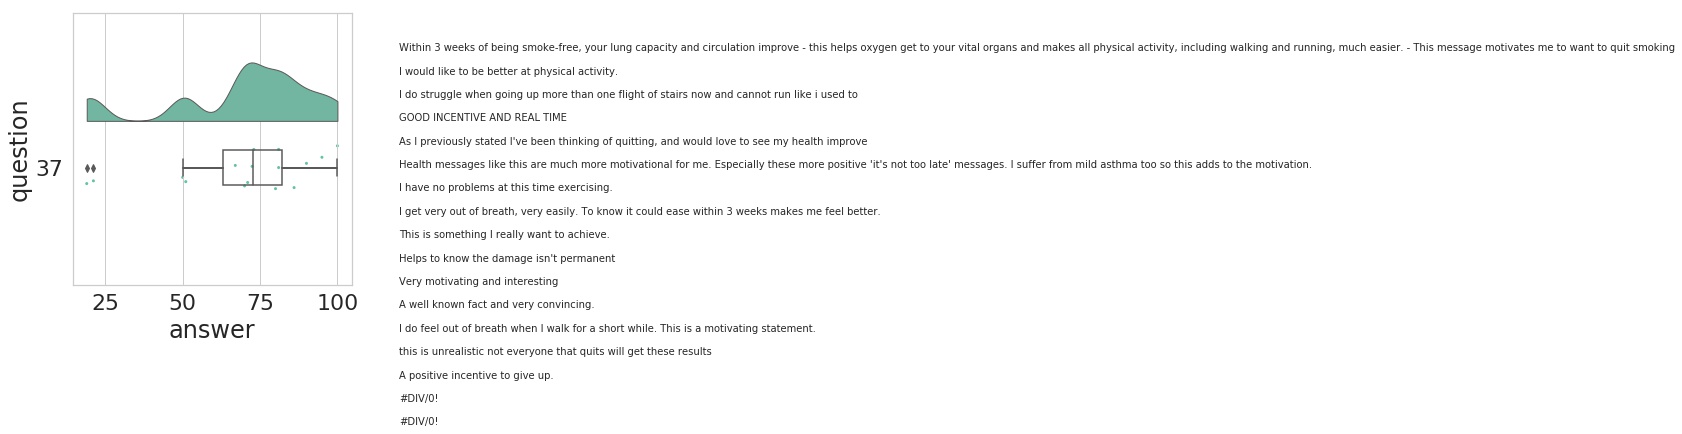 question
37
25 50 75 100
answer
Within 3 weeks of being smoke-free, your lung capacity and circulation improve - this helps oxygen get to your vital organs and makes all physical activity, including walking and running, much easier. - This message motivates me to want to quit smoking
I would like to be better at physical activity.
I do struggle when going up more than one flight of stairs now and cannot run like i used to
GOOD INCENTIVE AND REAL TIME
As I previously stated I've been thinking of quitting, and would love to see my health improve
Health messages like this are much more motivational for me. Especially these more positive 'it's not too late' messages. I suffer from mild asthma too so this adds to the motivation.
I have no problems at this time exercising.
I get very out of breath, very easily. To know it could ease within 3 weeks makes me feel better.
This is something I really want to achieve.
Helps to know the damage isn't permanent
Very motivating and interesting
A well known fact and very convincing.
I do feel out of breath when I walk for a short while. This is a motivating statement.
this is unrealistic not everyone that quits will get these results
A positive incentive to give up.
#DIV/0!
#DIV/0!